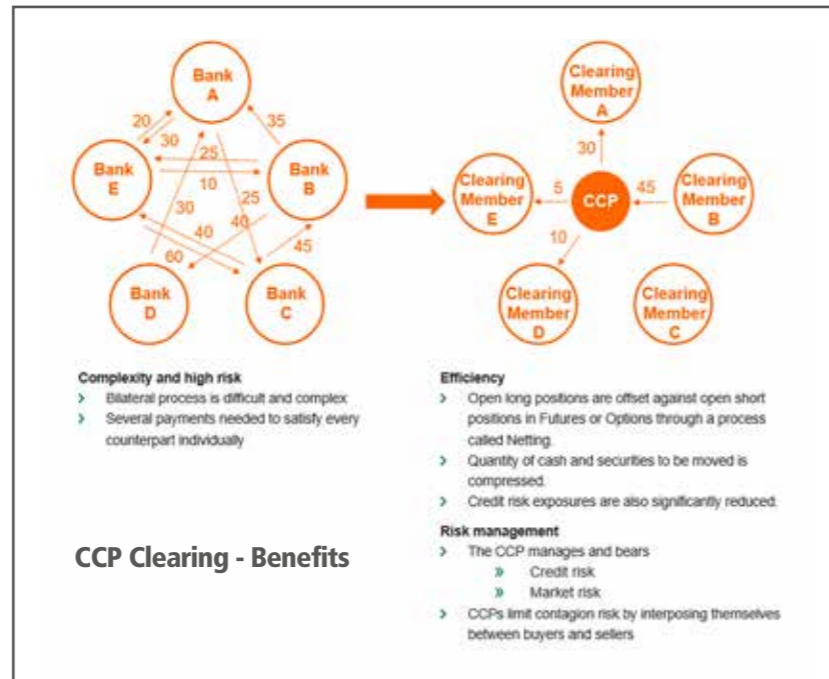 Bank
A
20
30
35
Bank
E
25
10
Bank
B
30
25
40
40
60
45
Bank
D
Bank
C
Clearing
Member
A
30
Clearing
Member
E
5
CCP
45
Clearing
Member
B
10
Clearing
Member
D
Clearing
Member
C
Complexity and high risk
› Bilateral process is difficult and complex
› Several payments needed to satisfy every
counterpart individually
CCP Clearing - Benefits
Efficiency
› Open long positions are offset against open short
positions in Futures or Options through a process
called Netting.
› Quantity of cash and securities to be moved is
compressed.
› Credit risk exposures are also significantly reduced.
Risk management
› The CCP manages and bears
» Credit risk
» Market risk
› CCPs limit contagion risk by interposing themselves
between buyers and sellers